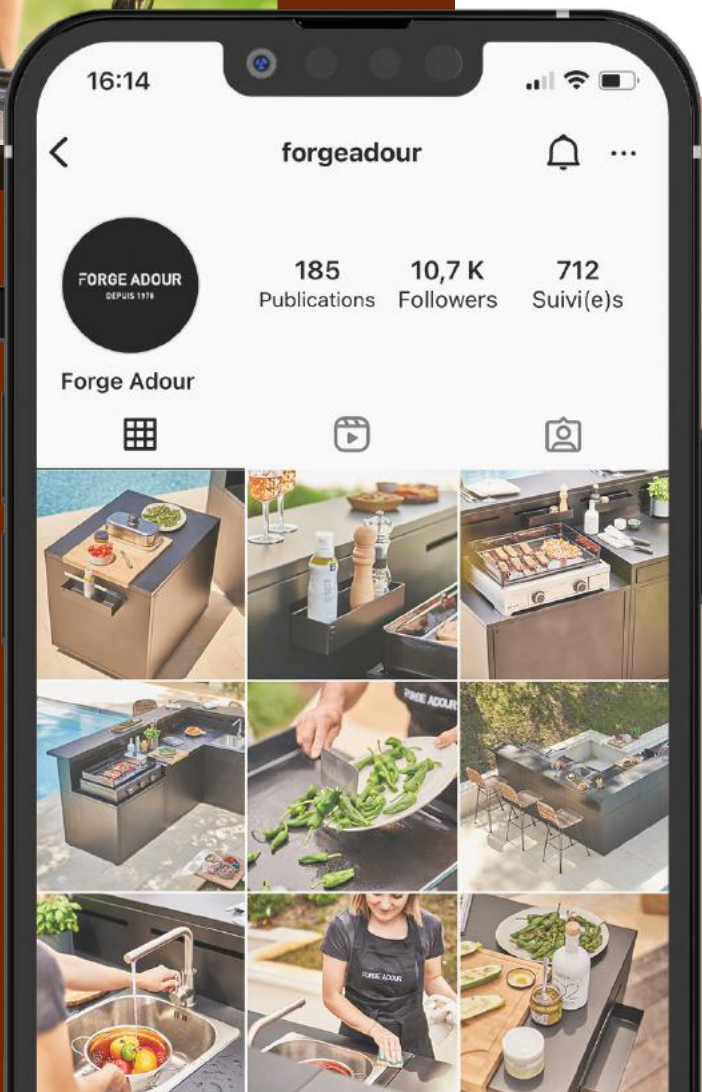 16:14
forgeadour
FORGE ADOUR
DEPUIS 1978
185
10,7 K
712
Publications
Followers
Suivi(e)s
Forge Adour
FORGE ADOUR
FORGE ADOUR